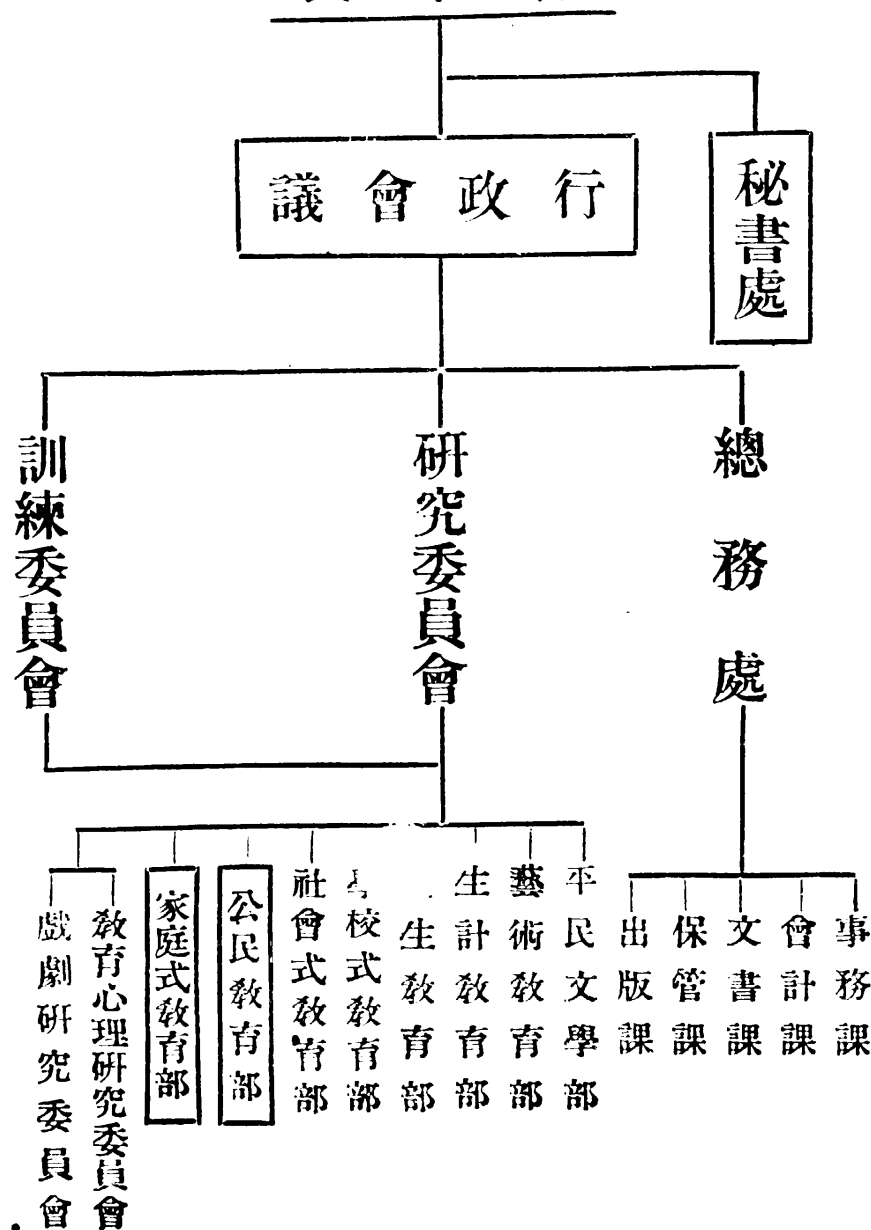 行政會議
秘書處
總務處
研究委員會
訓練委員會
事務課
會計課
文書課
保管課
出版課
平民文學部
藝術教育部
生計教育部
生教育部
校式教育部
社會式教育部
公民教育部
家庭式教育部
教育心理研究委員會
戲劇研究委員會